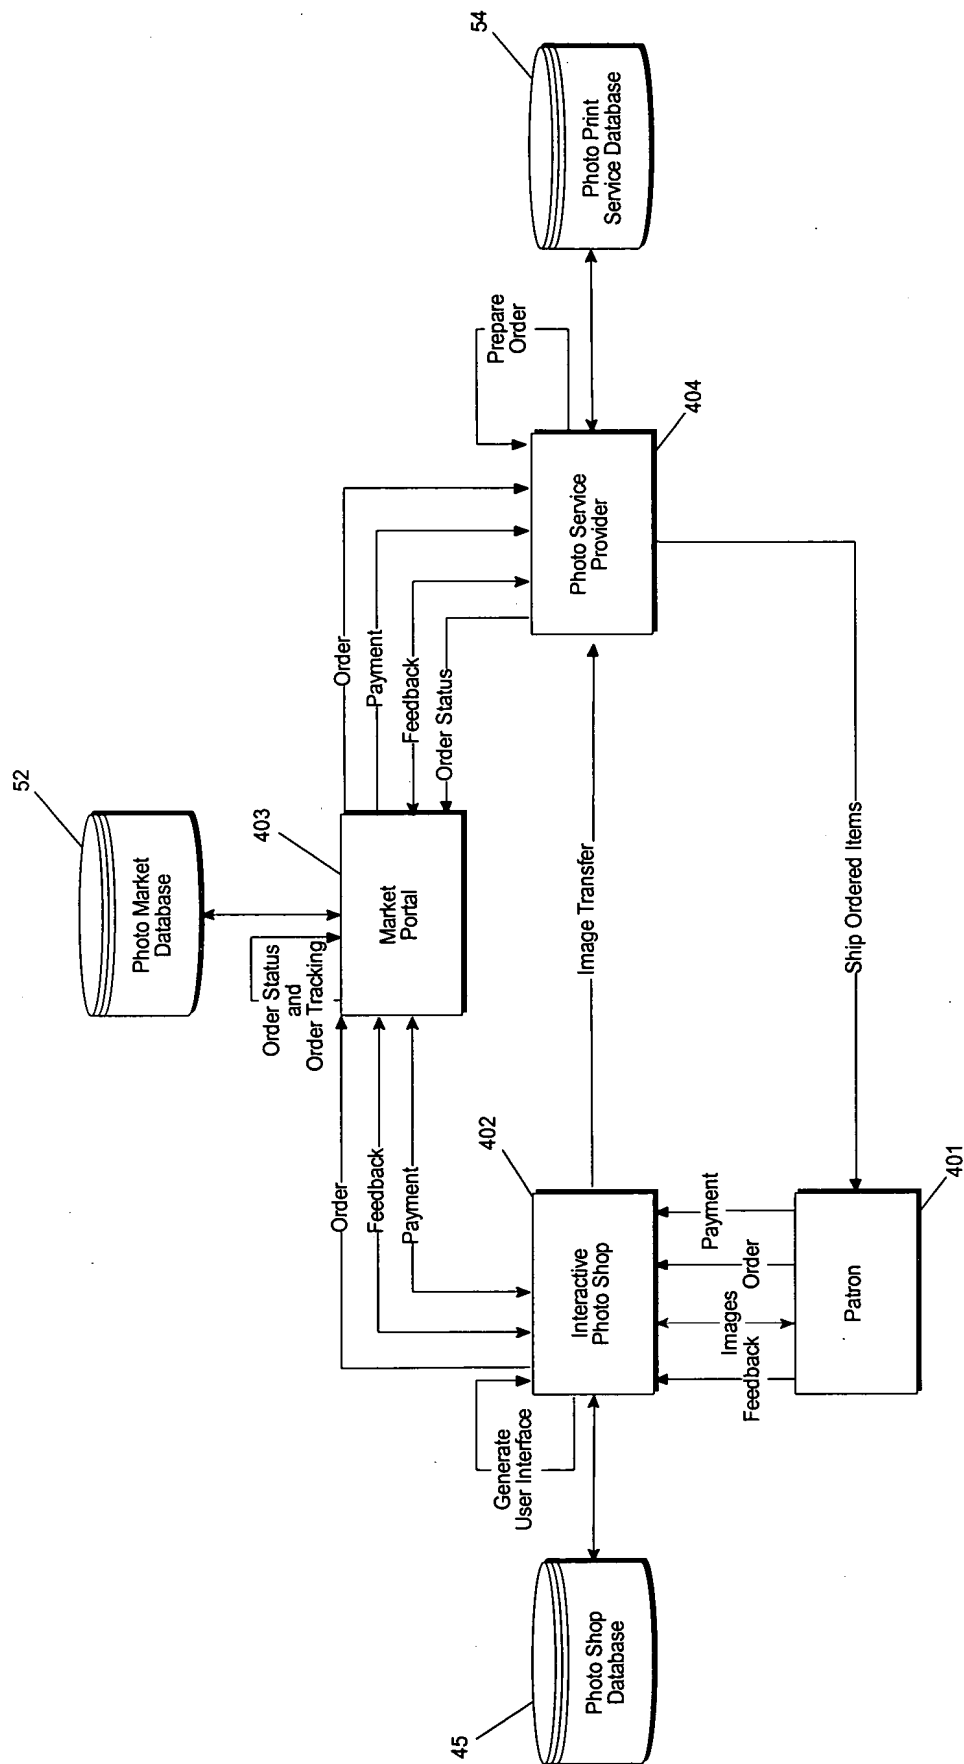 52
Photo Market
Database
Order Status
and
Order Tracking
403
Market
Portal
Order
Feedback
Payment
Order
Payment
Feedback
Order Status
Prepare
Order
45
Photo Shop
Database
Generate
User Interface
402
Interactive
Photo Shop
Image Transfer
Photo Service
Provider
404
54
Photo Print
Service Database
Feedback
Images
Order
Payment
Patron
401
Ship Ordered Items